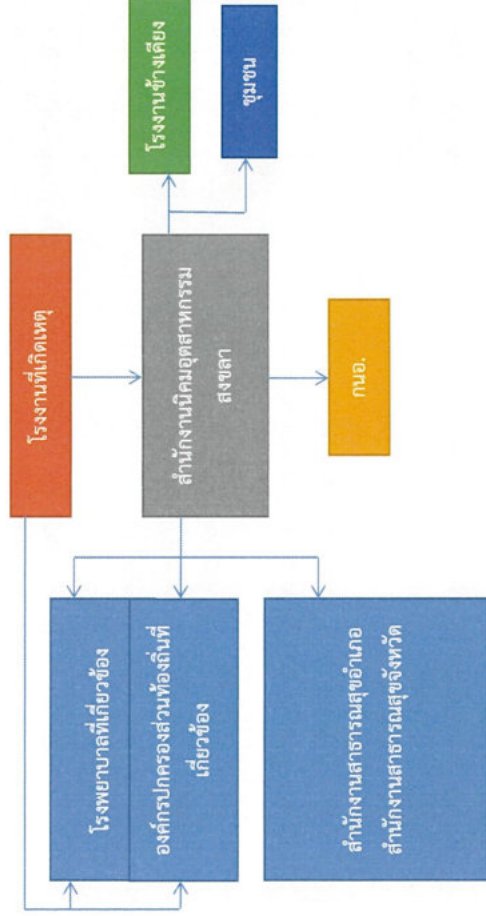 โรงงานที่เกิดเหตุ
โรงพยาบาลที่เกี่ยวข้อง
องค์กรปกครองส่วนท้องถิ่นที่
เกี่ยวข้อง
สำนักงานสาธารณสุขอำเภอ
สำนักงานสาธารณสุขจังหวัด
สำนักงานนิคมอุตสาหกรรม
สงขลา
กนอ.
โรงงานข้างเคียง
ชุมชน